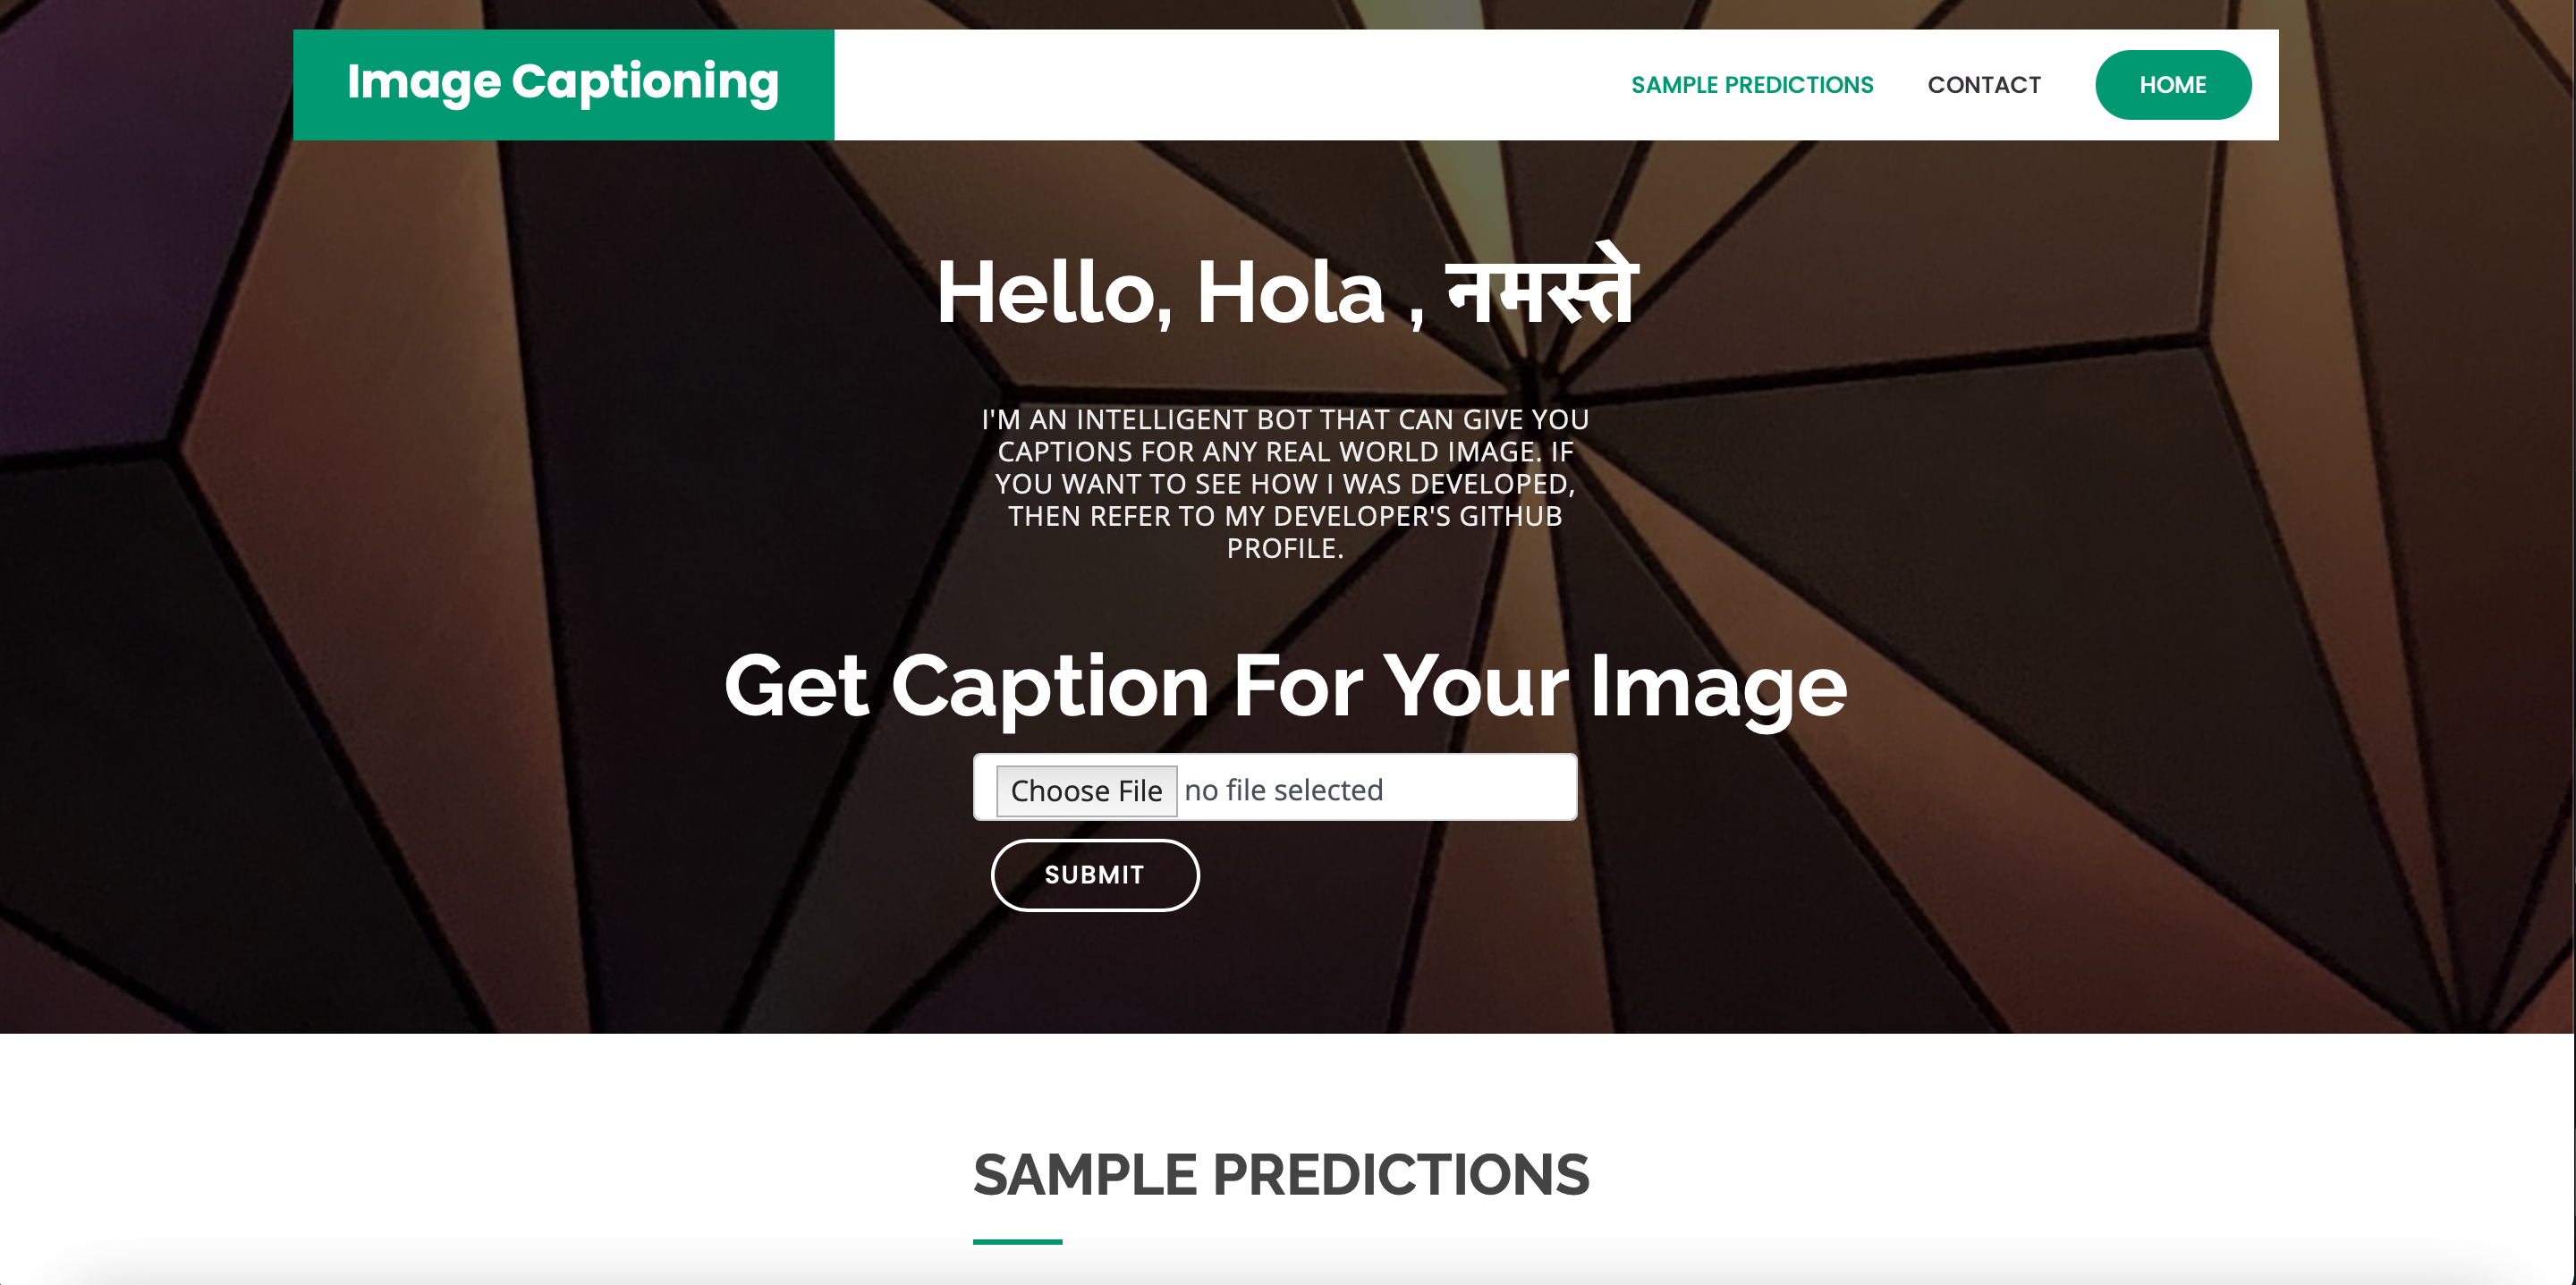 Image Captioning
SAMPLE PREDICTIONS
CONTACT
HOME
Hello, Hola , नमस्ते
I'M AN INTELLIGENT BOT THAT CAN GIVE YOU
CAPTIONS FOR ANY REAL WORLD IMAGE. IF
YOU WANT TO SEE HOW I WAS DEVELOPED,
THEN REFER TO MY DEVELOPER'S GITHUB
PROFILE.
Get Caption For Your Image
Choose File no file selected
SUBMIT
SAMPLE PREDICTIONS